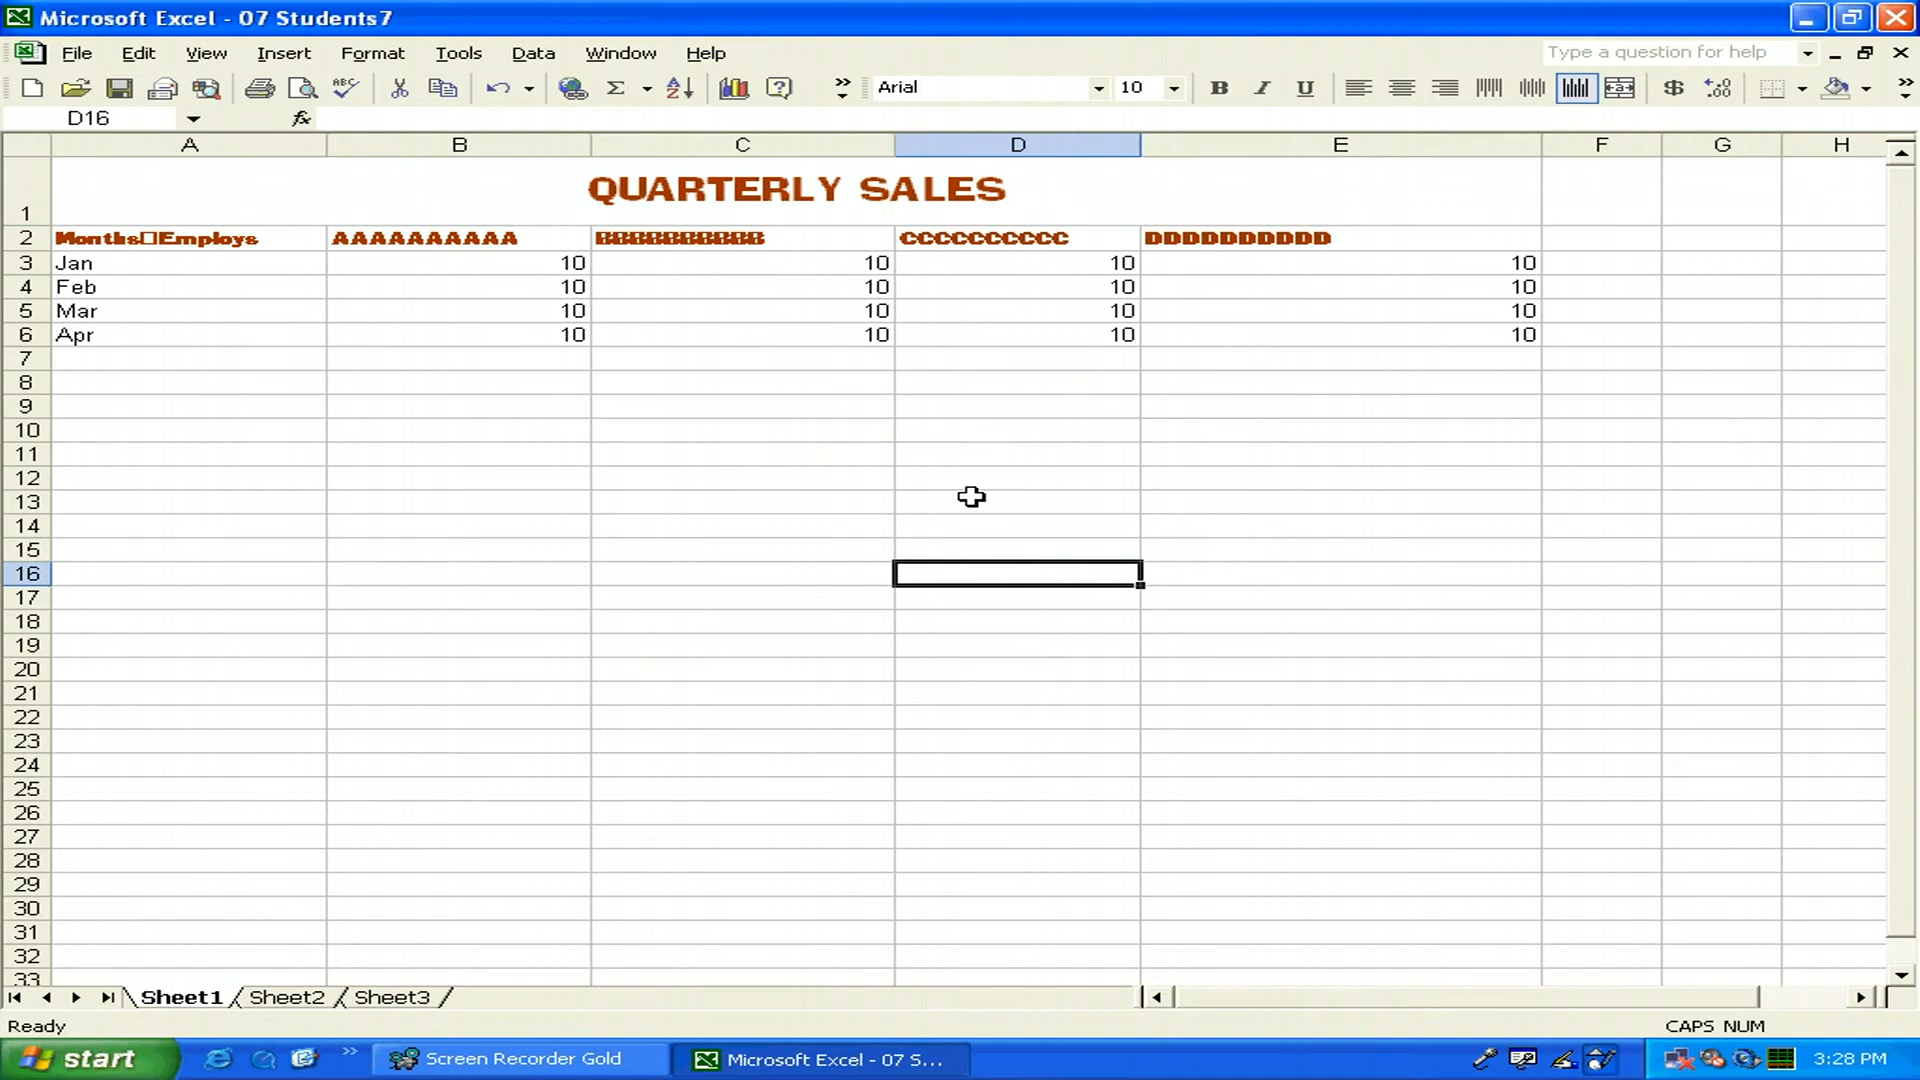 Microsoft Excel - 07 Students7
File Edit View Insert Format Tools Data Window Help Type a question for help
Arial 10 B I U $
D16 fx
A B C D E F G H
1 QUARTERLY SALES
2 Months□Employs AAAAAAAAAA BBBBBBBBBB CCCCCCCCCC DDDDDDDDDD
3 Jan 10 10 10 10
4 Feb 10 10 10 10
5 Mar 10 10 10 10
6 Apr 10 10 10 10
7
8
9
10
11
12
13
14
15
16
17
18
19
20
21
22
23
24
25
26
27
28
29
30
31
32
33
Sheet1 Sheet2 Sheet3
Ready CAPS NUM
start Screen Recorder Gold Microsoft Excel - 07 S... 3:28 PM